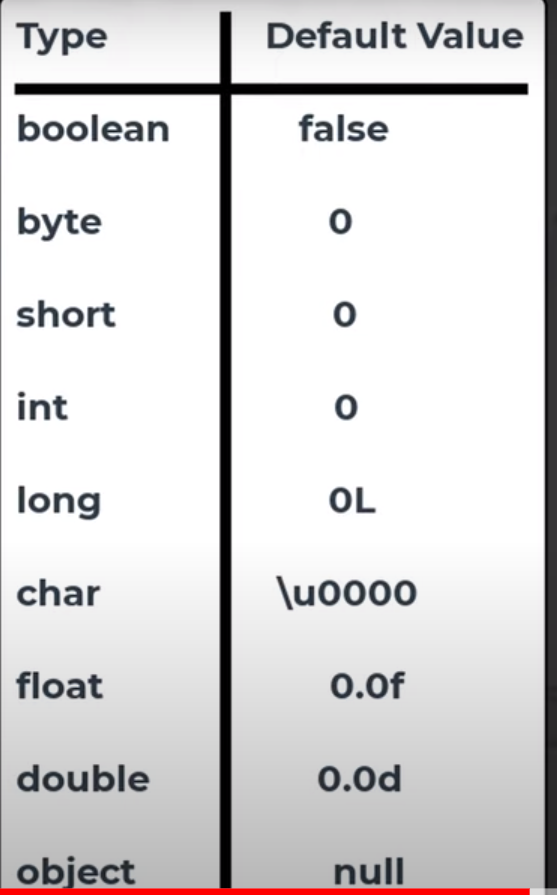 Type Default Value
boolean false
byte 0
short 0
int 0
long 0L
char \u0000
float 0.0f
double 0.0d
object null